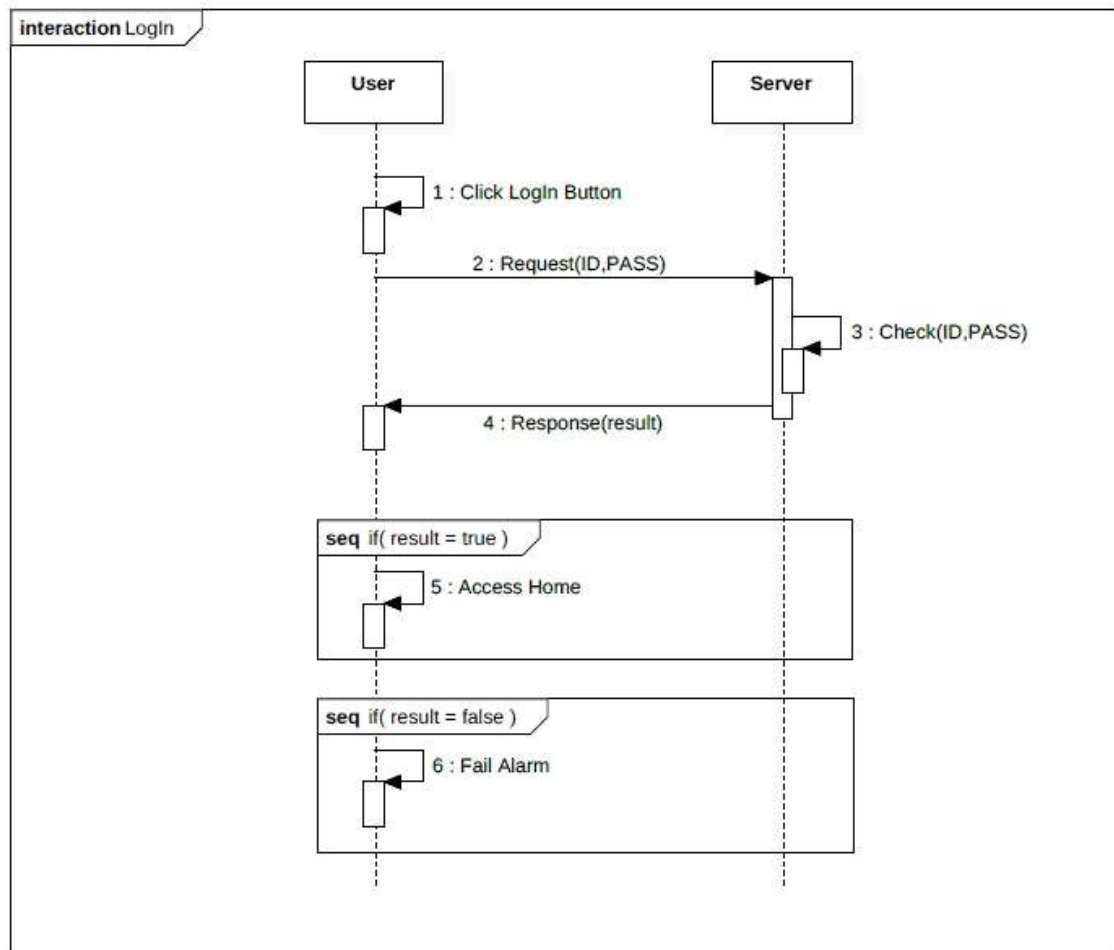 interaction LogIn
User
Server
1 : Click LogIn Button
2 : Request(ID,PASS)
3 : Check(ID,PASS)
4 : Response(result)
seq if( result = true )
5 : Access Home
seq if( result = false )
6 : Fail Alarm